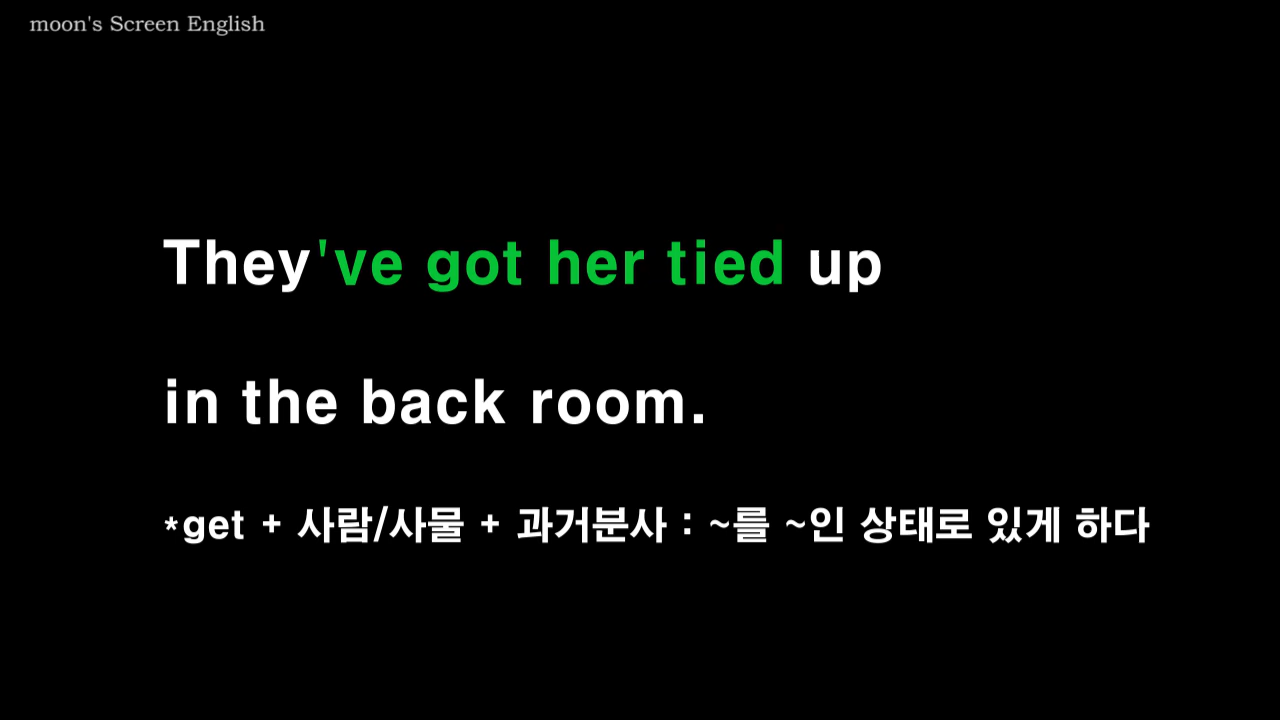 moon's Screen English
They've got her tied up
in the back room.
*get + 사람/사물 + 과거분사 : ~를 ~인 상태로 있게 하다